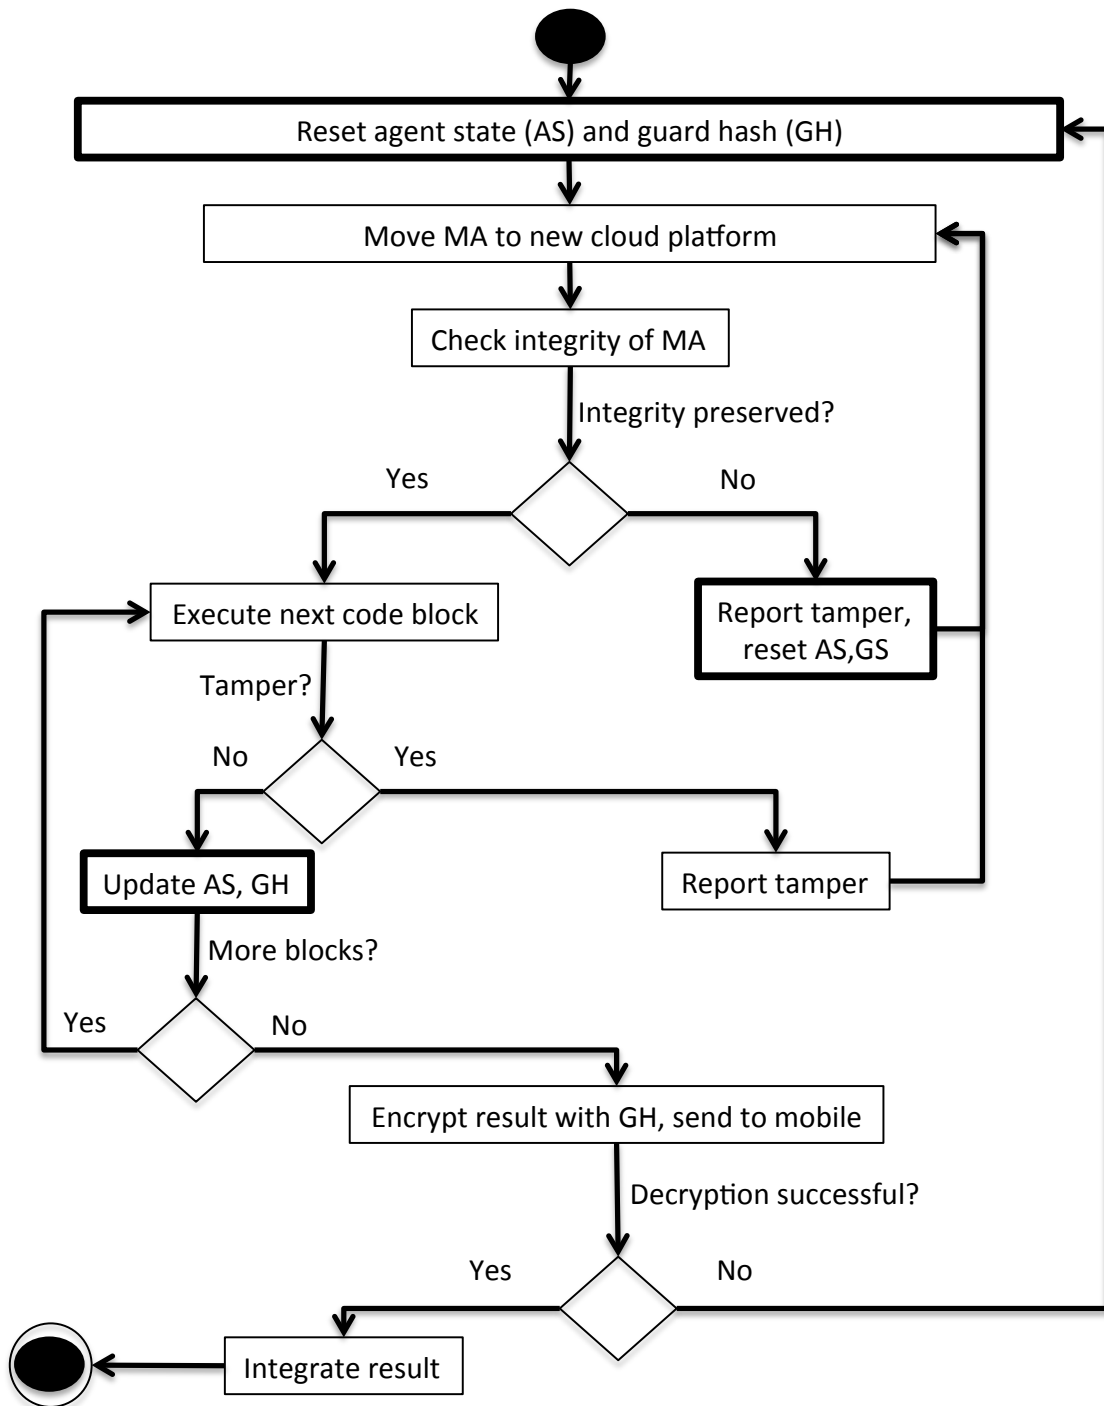 Reset agent state (AS) and guard hash (GH)
Move MA to new cloud platform
Check integrity of MA
Integrity preserved?
Yes
No
Execute next code block
Report tamper,
reset AS,GS
Tamper?
No
Yes
Update AS, GH
Report tamper
More blocks?
Yes
No
Encrypt result with GH, send to mobile
Decryption successful?
Yes
No
Integrate result